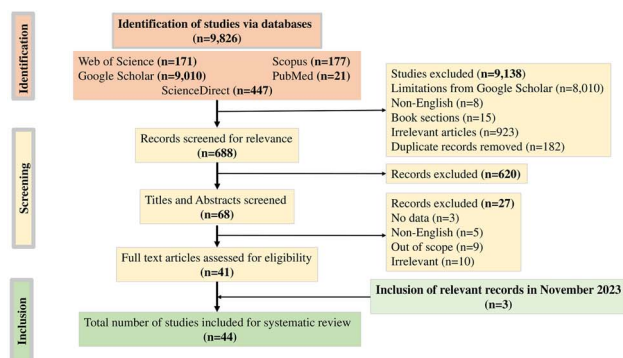 Identification
Identification of studies via databases
(n=9,826)
Web of Science (n=171) Scopus (n=177)
Google Scholar (n=9,010) PubMed (n=21)
ScienceDirect (n=447)
Studies excluded (n=9,138)
Limitations from Google Scholar (n=8,010)
Non-English (n=8)
Book sections (n=15)
Irrelevant articles (n=923)
Duplicate records removed (n=182)
Screening
Records screened for relevance
(n=688)
Records excluded (n=620)
Titles and Abstracts screened
(n=68)
Records excluded (n=27)
No data (n=3)
Non-English (n=5)
Out of scope (n=9)
Irrelevant (n=10)
Full text articles assessed for eligibility
(n=41)
Inclusion
Inclusion of relevant records in November 2023
(n=3)
Total number of studies included for systematic review
(n=44)